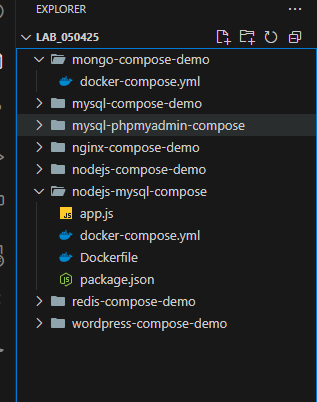 EXPLORER
LAB_050425
mongo-compose-demo
docker-compose.yml
mysql-compose-demo
mysql-phpmyadmin-compose
nginx-compose-demo
nodejs-compose-demo
nodejs-mysql-compose
JS app.js
docker-compose.yml
Dockerfile
package.json
redis-compose-demo
wordpress-compose-demo